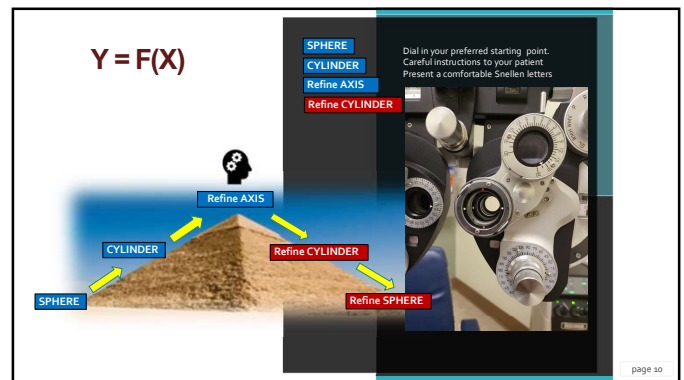 Y = F(X)
SPHERE
CYLINDER
Refine AXIS
Refine CYLINDER
Dial in your preferred starting point.
Careful instructions to your patient
Present a comfortable Snellen letters
Refine AXIS
CYLINDER
Refine CYLINDER
SPHERE
Refine SPHERE
page 10